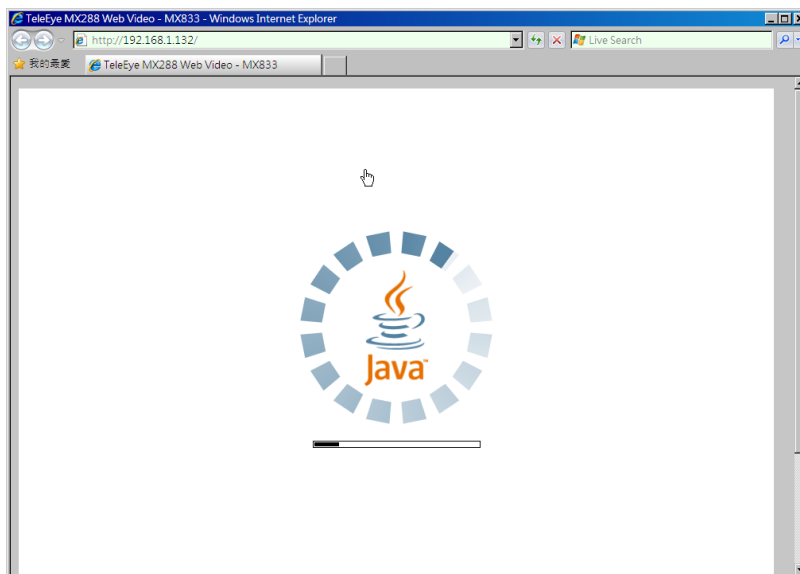 TeleEye MX288 Web Video - MX833 - Windows Internet Explorer
http://192.168.1.132/
Live Search
我的最愛
TeleEye MX288 Web Video - MX833
Java™